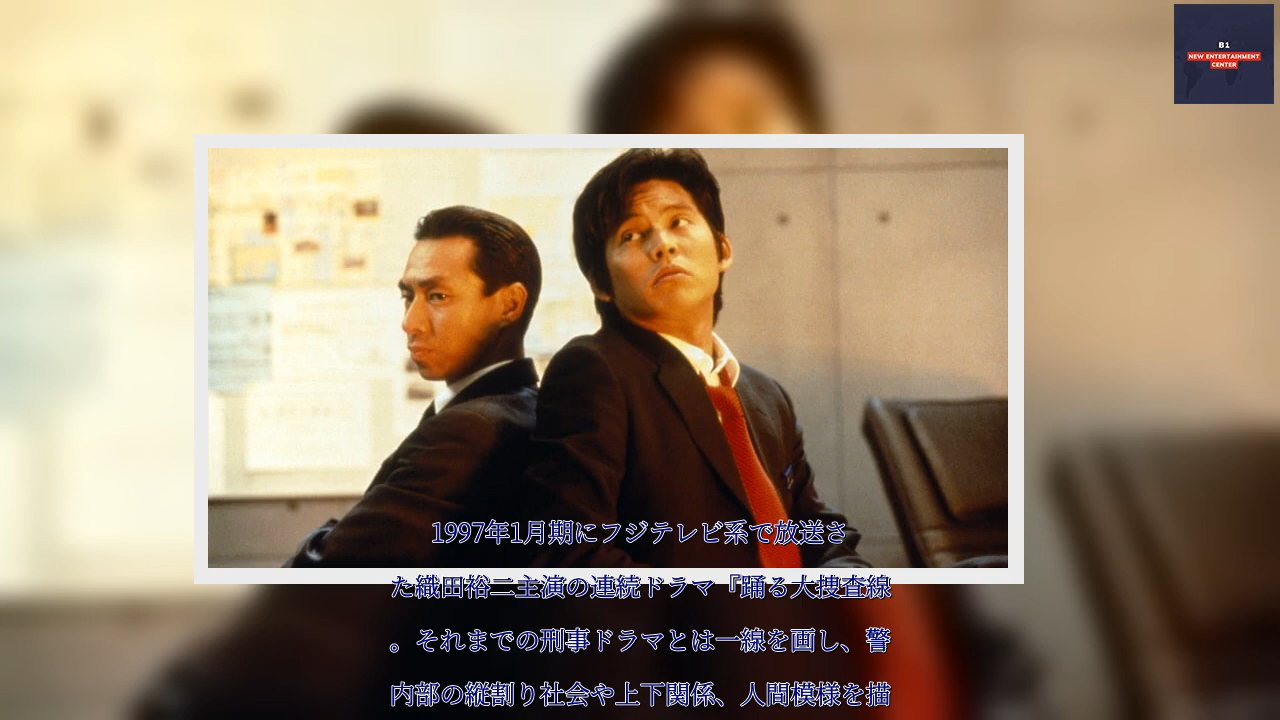 B1
NEW ENTERTAINMENT
CENTER
1997年1月期にフジテレビ系で放送さ
た織田裕二主演の連続ドラマ『踊る大捜査線
。それまでの刑事ドラマとは一線を画し、警
内部の縦割り社会や上下関係、人間模様を描